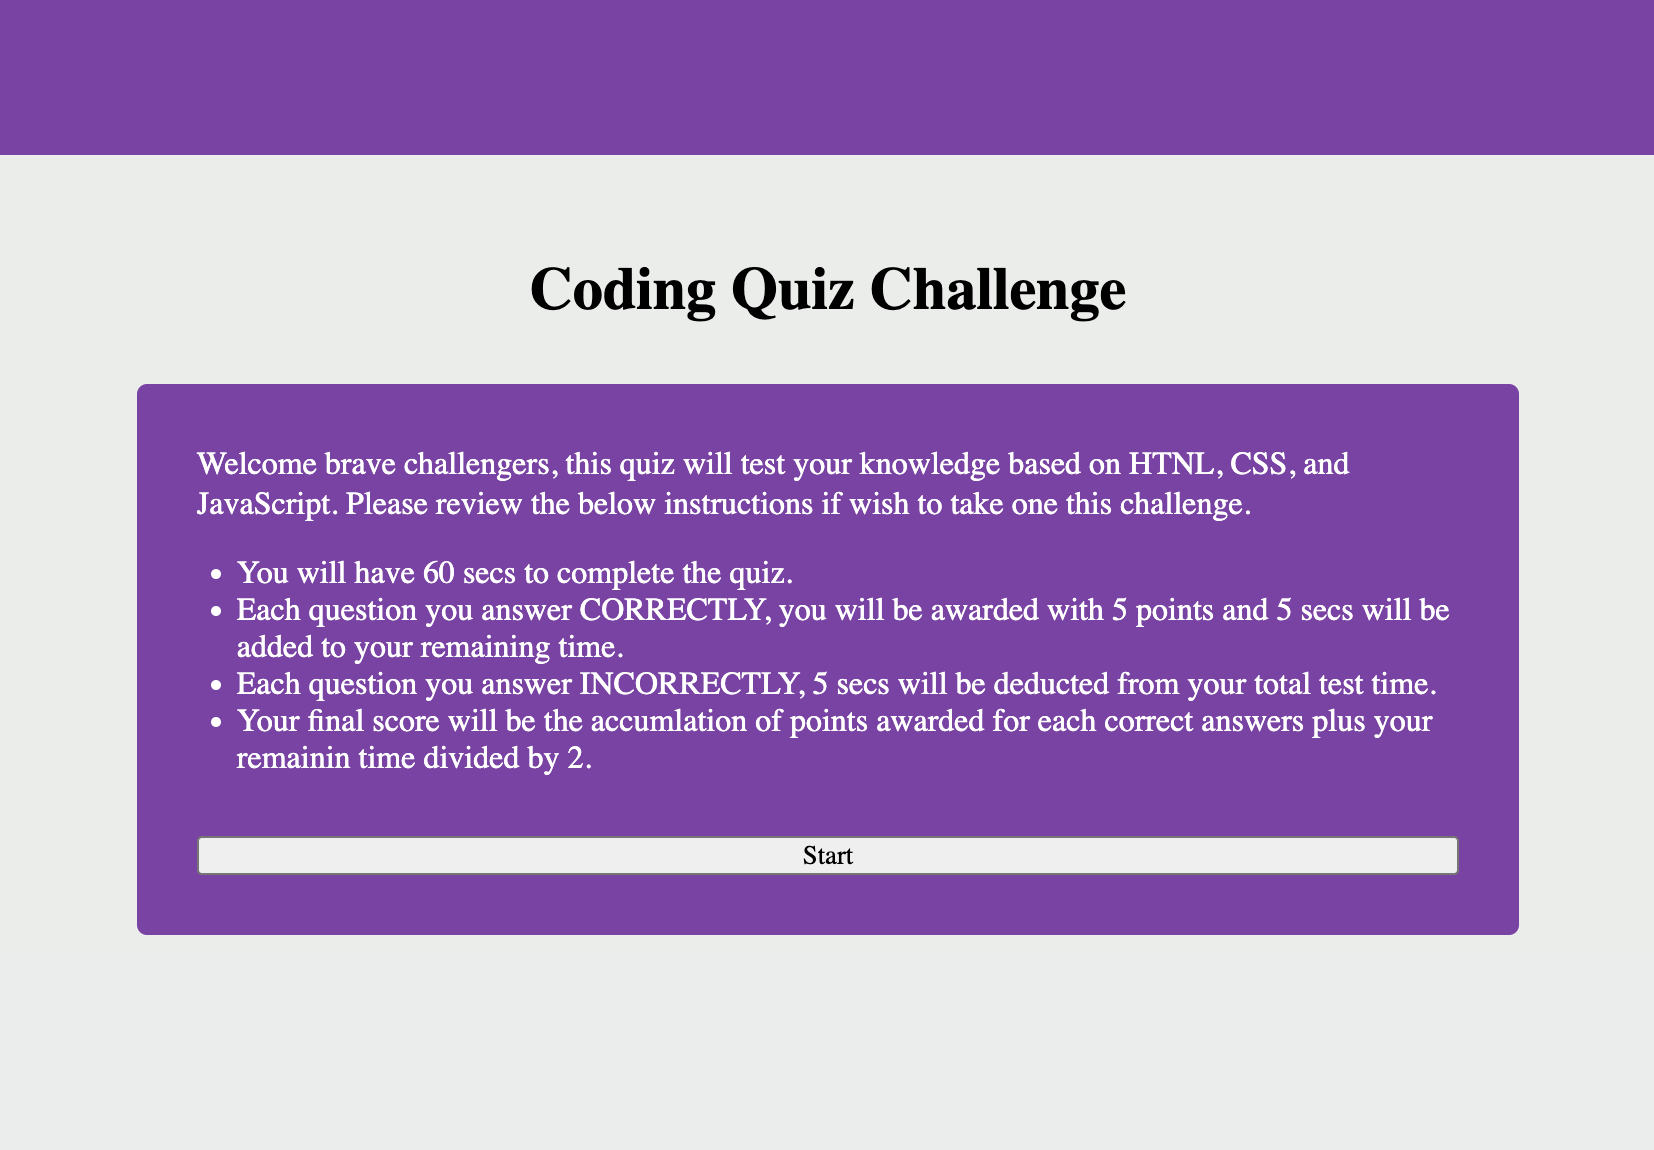 Coding Quiz Challenge
Welcome brave challengers, this quiz will test your knowledge based on HTNL, CSS, and
JavaScript. Please review the below instructions if wish to take one this challenge.
• You will have 60 secs to complete the quiz.
• Each question you answer CORRECTLY, you will be awarded with 5 points and 5 secs will be
added to your remaining time.
• Each question you answer INCORRECTLY, 5 secs will be deducted from your total test time.
• Your final score will be the accumlation of points awarded for each correct answers plus your
remainin time divided by 2.
Start